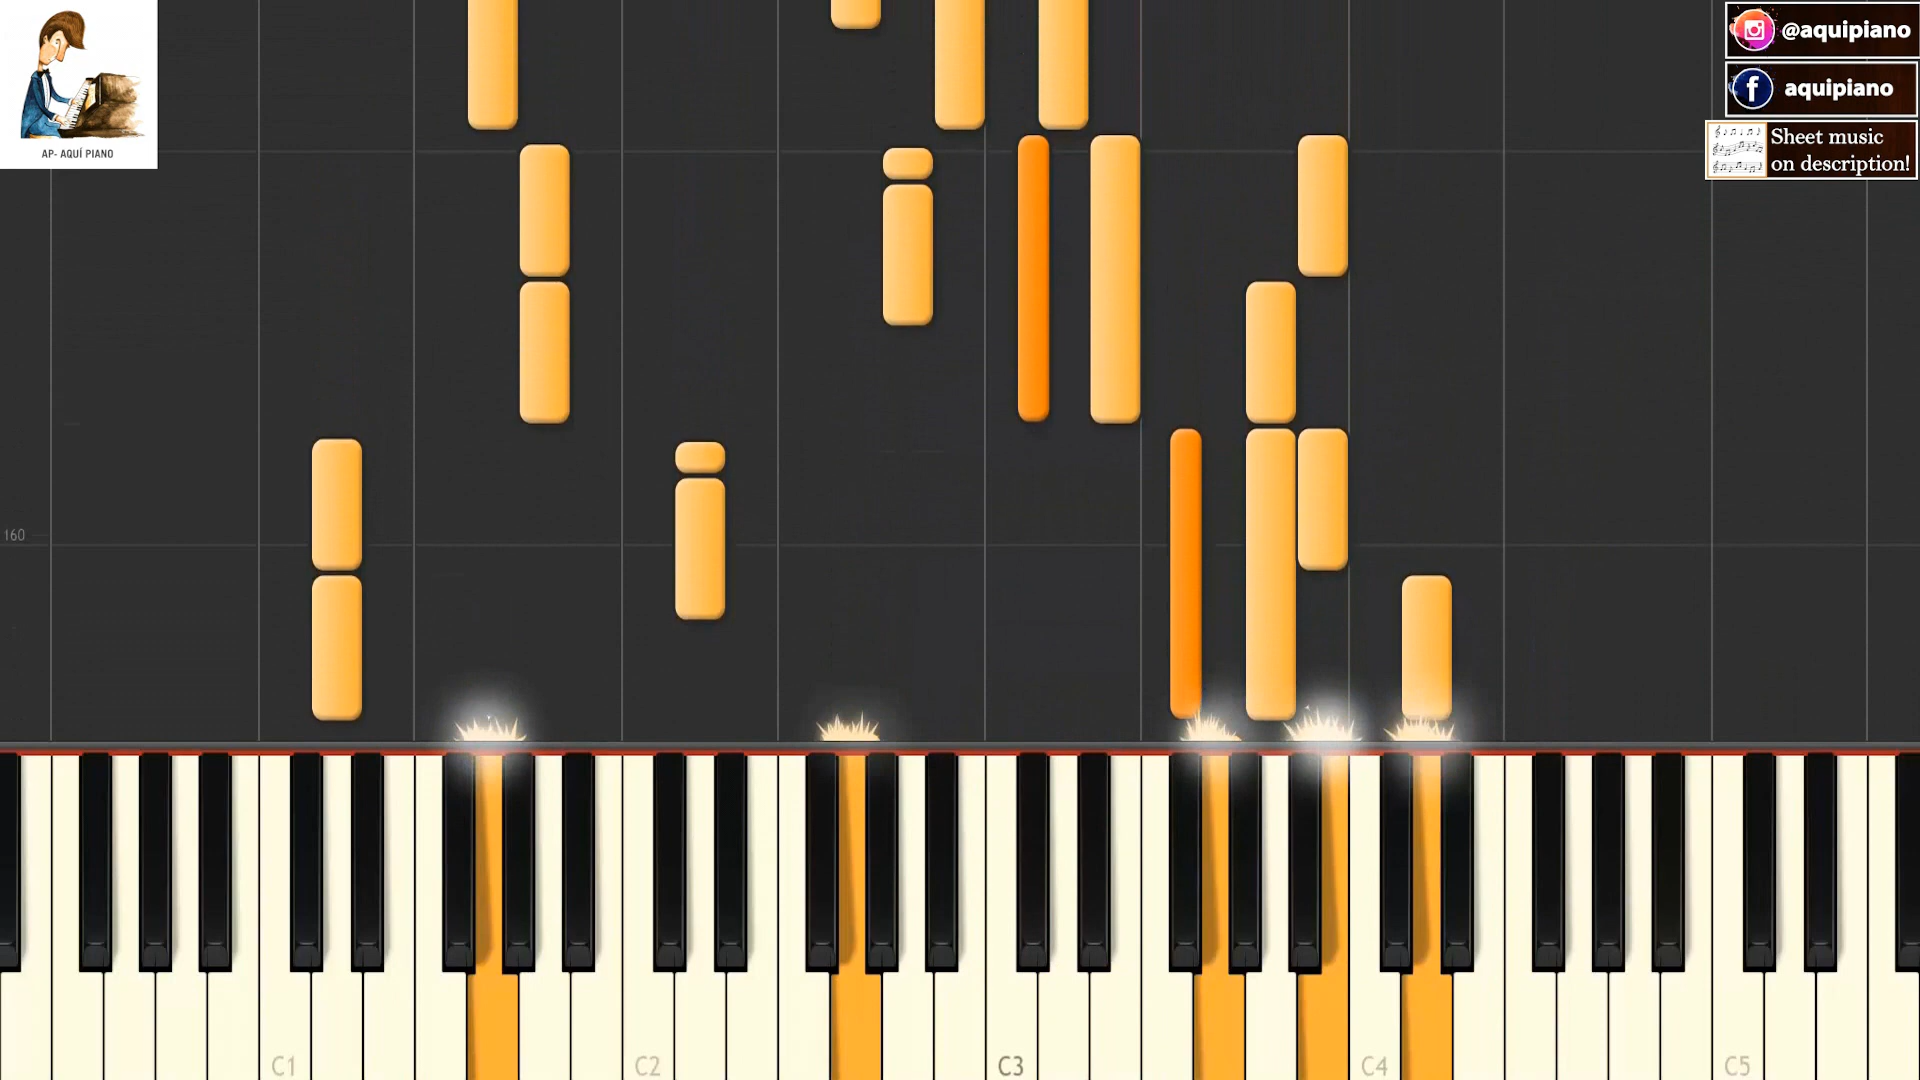 AP- AQUÍ PIANO
@aquipiano
aquipiano
Sheet music
on description!
160
C1
C2
C3
C4
C5